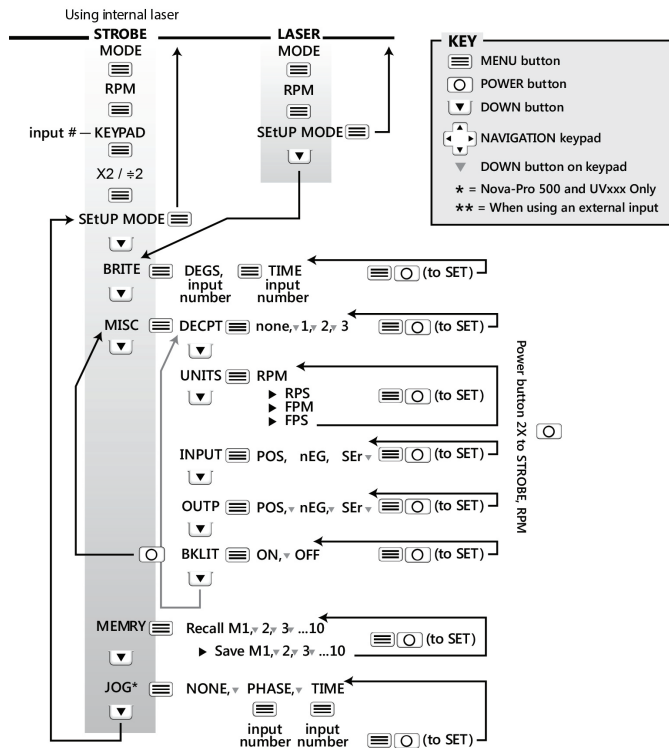 Using internal laser
STROBE
MODE
RPM
input # — KEYPAD
X2 / ÷2
SEtUP MODE
LASER
MODE
RPM
SEtUP MODE
KEY
MENU button
POWER button
DOWN button
NAVIGATION keypad
DOWN button on keypad
* = Nova-Pro 500 and UVxxx Only
** = When using an external input
BRITE DEGS, TIME (to SET)
input input
number number
MISC DECPT none, 1, 2, 3 (to SET)
UNITS RPM
RPS (to SET)
FPM
FPS
INPUT POS, nEG, SEr (to SET)
OUTP POS, nEG, SEr (to SET)
BKLIT ON, OFF (to SET)
Power button 2X to STROBE, RPM
MEMRY Recall M1, 2, 3 ...10 (to SET)
Save M1, 2, 3 ...10
JOG* NONE, PHASE, TIME
input input
number number (to SET)